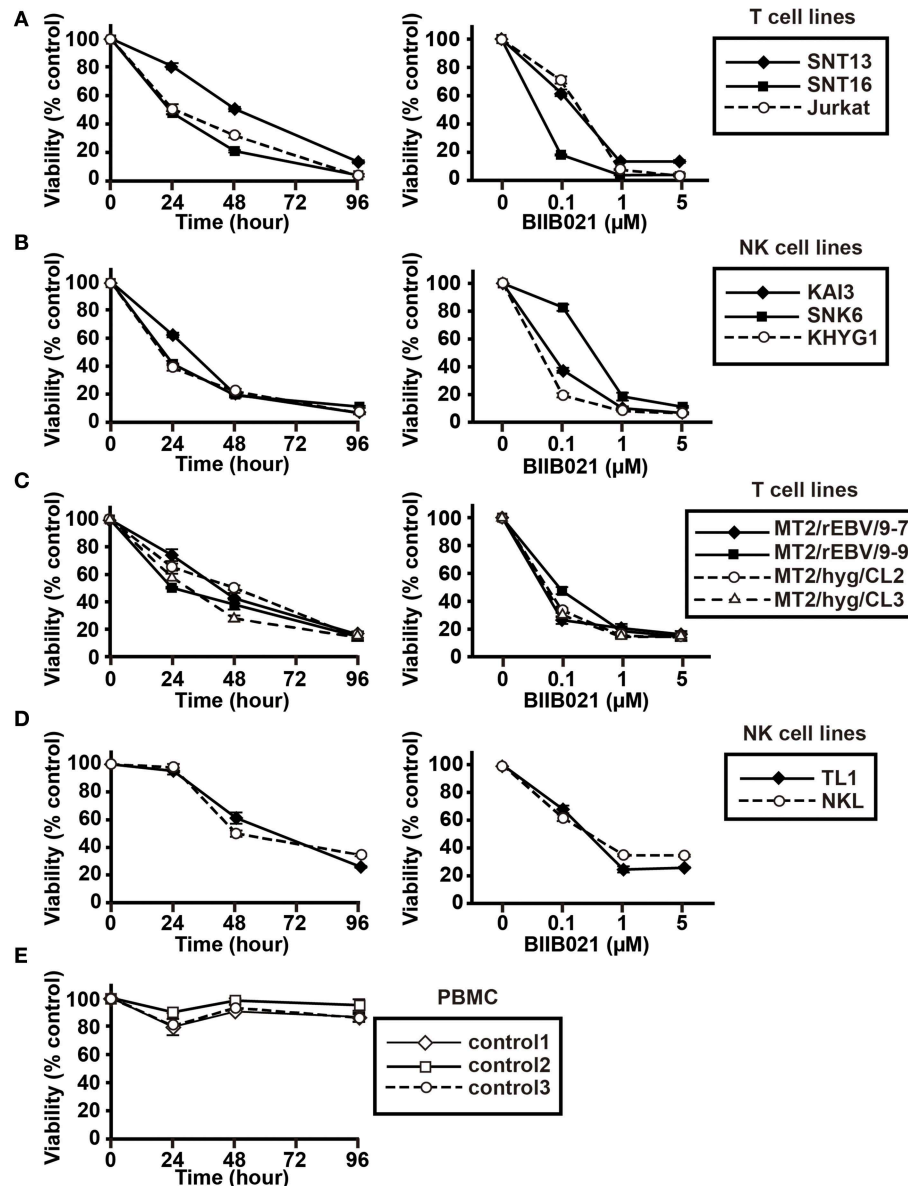 A
Viability (% control)
100
80
60
40
20
0
0 24 48 72 96
Time (hour)
Viability (% control)
100
80
60
40
20
0
0 0.1 1 5
BIIB021 (µM)
T cell lines
SNT13
SNT16
Jurkat
B
Viability (% control)
100
80
60
40
20
0
0 24 48 72 96
Time (hour)
Viability (% control)
100
80
60
40
20
0
0 0.1 1 5
BIIB021 (µM)
NK cell lines
KAI3
SNK6
KHYG1
C
Viability (% control)
100
80
60
40
20
0
0 24 48 72 96
Time (hour)
Viability (% control)
100
80
60
40
20
0
0 0.1 1 5
BIIB021 (µM)
T cell lines
MT2/rEBV/9-7
MT2/rEBV/9-9
MT2/hyg/CL2
MT2/hyg/CL3
D
Viability (% control)
100
80
60
40
20
0
0 24 48 72 96
Time (hour)
Viability (% control)
100
80
60
40
20
0
0 0.1 1 5
BIIB021 (µM)
NK cell lines
TL1
NKL
E
Viability (% control)
100
80
60
40
20
0
0 24 48 72 96
Time (hour)
PBMC
control1
control2
control3